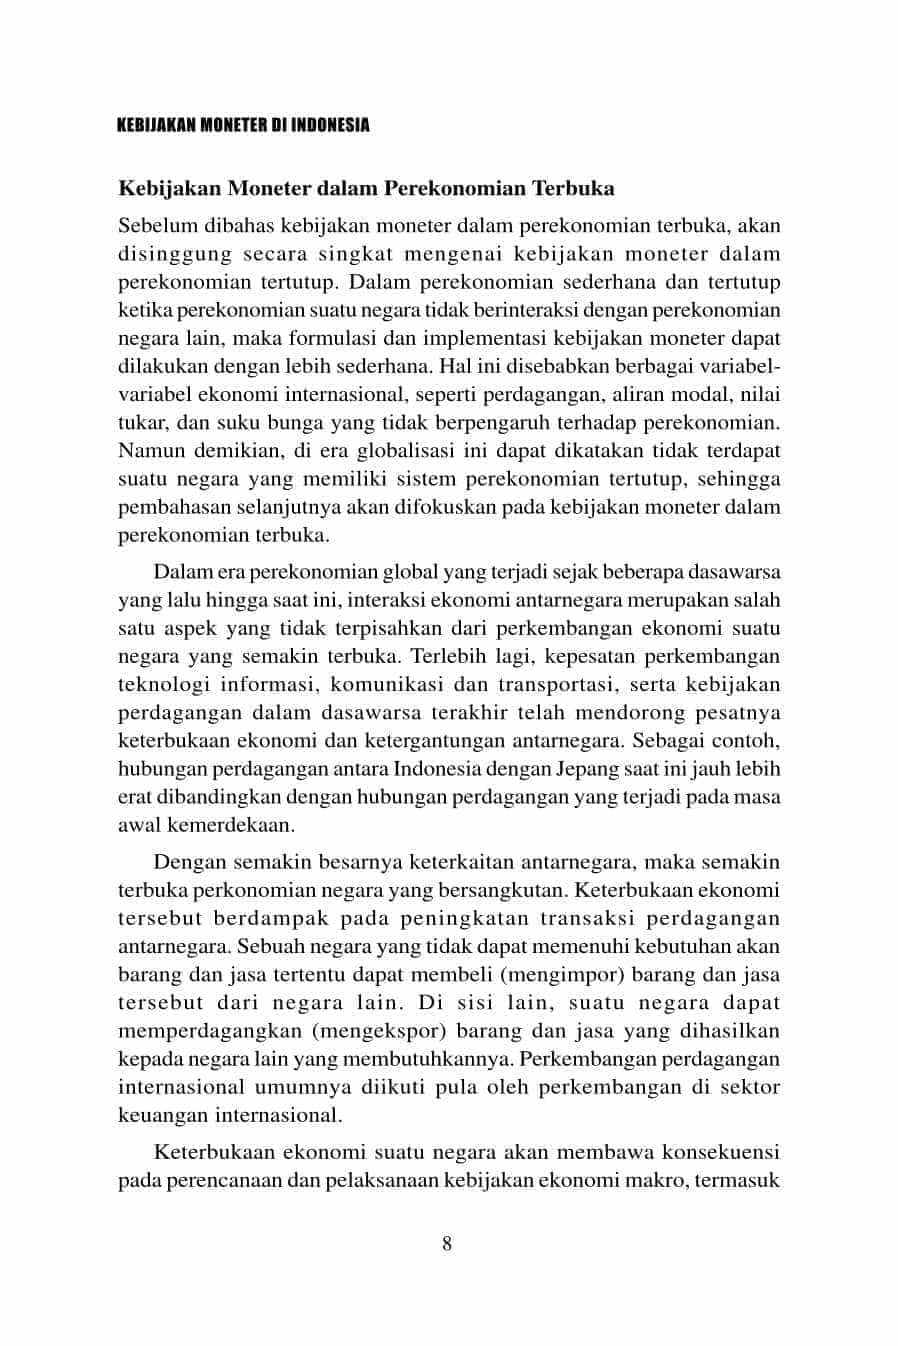 KEBIJAKAN MONETER DI INDONESIA
Kebijakan Moneter dalam Perekonomian Terbuka
Sebelum dibahas kebijakan moneter dalam perekonomian terbuka, akan
disinggung secara singkat mengenai kebijakan moneter dalam
perekonomian tertutup. Dalam perekonomian sederhana dan tertutup
ketika perekonomian suatu negara tidak berinteraksi dengan perekonomian
negara lain, maka formulasi dan implementasi kebijakan moneter dapat
dilakukan dengan lebih sederhana. Hal ini disebabkan berbagai variabel-
variabel ekonomi internasional, seperti perdagangan, aliran modal, nilai
tukar, dan suku bunga yang tidak berpengaruh terhadap perekonomian.
Namun demikian, di era globalisasi ini dapat dikatakan tidak terdapat
suatu negara yang memiliki sistem perekonomian tertutup, sehingga
pembahasan selanjutnya akan difokuskan pada kebijakan moneter dalam
perekonomian terbuka.
Dalam era perekonomian global yang terjadi sejak beberapa dasawarsa
yang lalu hingga saat ini, interaksi ekonomi antarnegara merupakan salah
satu aspek yang tidak terpisahkan dari perkembangan ekonomi suatu
negara yang semakin terbuka. Terlebih lagi, kepesatan perkembangan
teknologi informasi, komunikasi dan transportasi, serta kebijakan
perdagangan dalam dasawarsa terakhir telah mendorong pesatnya
keterbukaan ekonomi dan ketergantungan antarnegara. Sebagai contoh,
hubungan perdagangan antara Indonesia dengan Jepang saat ini jauh lebih
erat dibandingkan dengan hubungan perdagangan yang terjadi pada masa
awal kemerdekaan.
Dengan semakin besarnya keterkaitan antarnegara, maka semakin
terbuka perkonomian negara yang bersangkutan. Keterbukaan ekonomi
tersebut berdampak pada peningkatan transaksi perdagangan
antarnegara. Sebuah negara yang tidak dapat memenuhi kebutuhan akan
barang dan jasa tertentu dapat membeli (mengimpor) barang dan jasa
tersebut dari negara lain. Di sisi lain, suatu negara dapat
memperdagangkan (mengekspor) barang dan jasa yang dihasilkan
kepada negara lain yang membutuhkannya. Perkembangan perdagangan
internasional umumnya diikuti pula oleh perkembangan di sektor
keuangan internasional.
Keterbukaan ekonomi suatu negara akan membawa konsekuensi
pada perencanaan dan pelaksanaan kebijakan ekonomi makro, termasuk
8